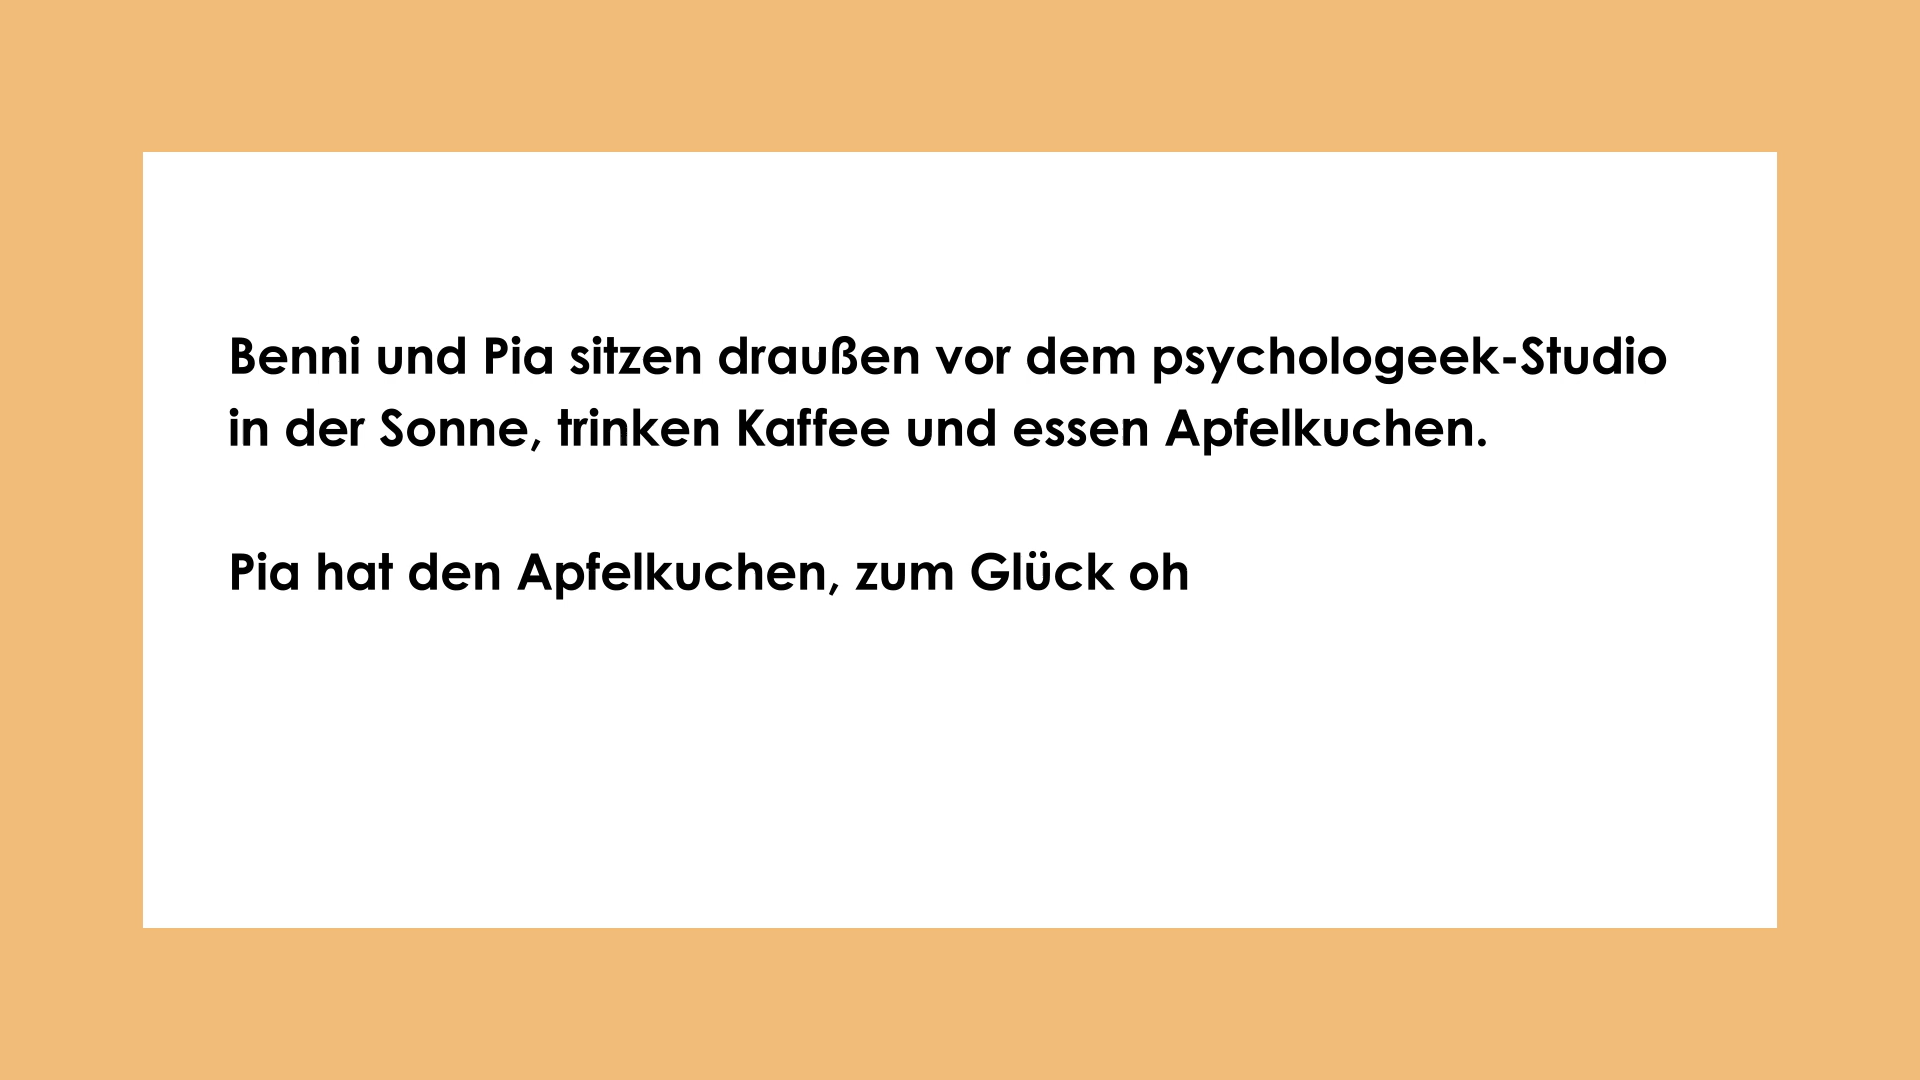 Benni und Pia sitzen draußen vor dem psychologeek-Studio
in der Sonne, trinken Kaffee und essen Apfelkuchen.
Pia hat den Apfelkuchen, zum Glück oh